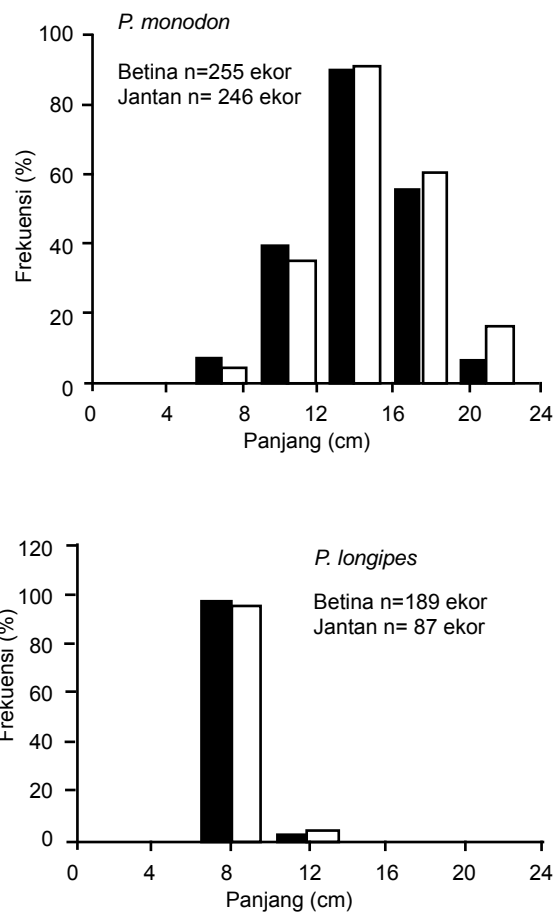 P. monodon
Betina n=255 ekor
Jantan n= 246 ekor
Frekuensi (%)
100
80
60
40
20
0
0 4 8 12 16 20 24
Panjang (cm)
P. longipes
Betina n=189 ekor
Jantan n= 87 ekor
Frekuensi (%)
120
100
80
60
40
20
0
0 4 8 12 16 20 24
Panjang (cm)